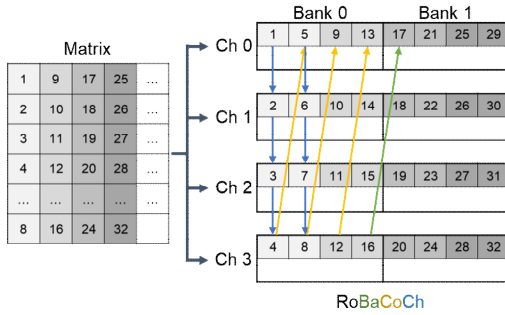 Bank 0 Bank 1
Matrix
Ch 0 1 5 9 13 17 21 25 29
Ch 1 2 6 10 14 18 22 26 30
Ch 2 3 7 11 15 19 23 27 31
Ch 3 4 8 12 16 20 24 28 32
1 9 17 25 ...
2 10 18 26 ...
3 11 19 27 ...
4 12 20 28 ...
... ... ... ... ...
8 16 24 32
RoBaCoCh